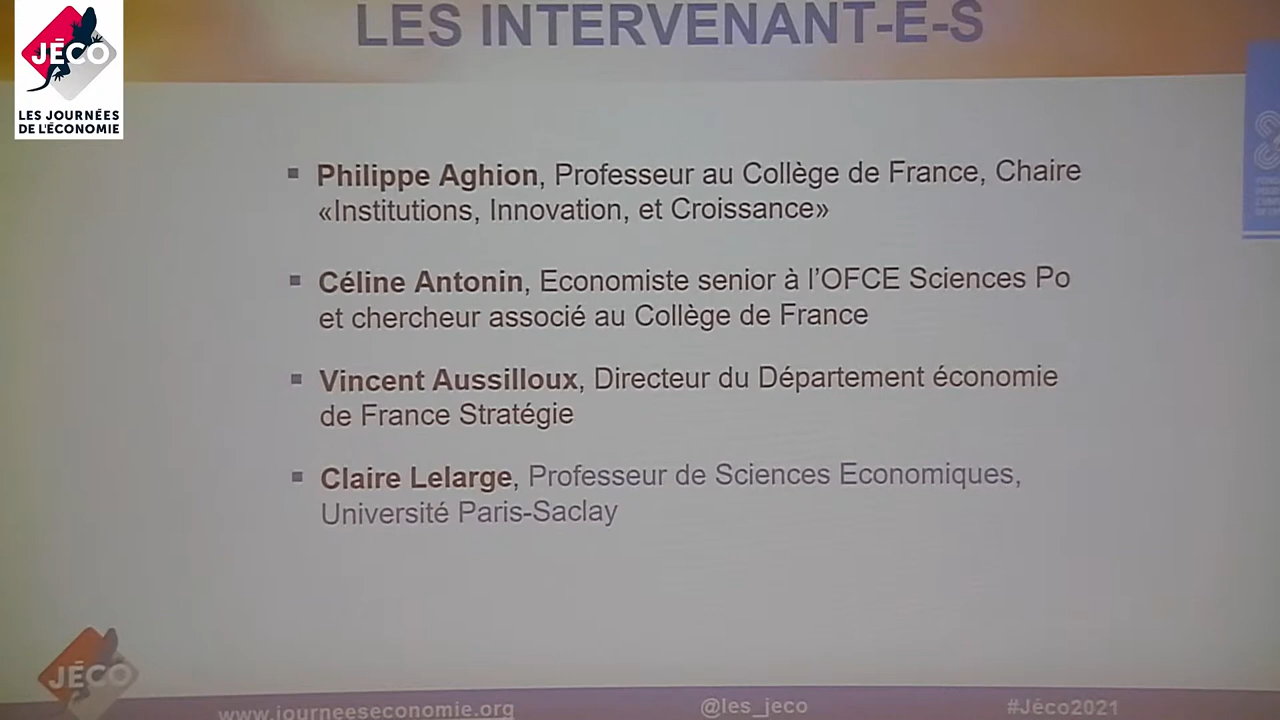 LES INTERVENANT-E-S
JÉCO
LES JOURNÉES
DE L'ÉCONOMIE
Philippe Aghion, Professeur au Collège de France, Chaire
«Institutions, Innovation, et Croissance»
Céline Antonin, Economiste senior à l'OFCE Sciences Po
et chercheur associé au Collège de France
Vincent Aussilloux, Directeur du Département économie
de France Stratégie
Claire Lelarge, Professeur de Sciences Economiques,
Université Paris-Saclay
JÉCO
www.journeeseconomie.org
@les_jeco
#Jéco2021